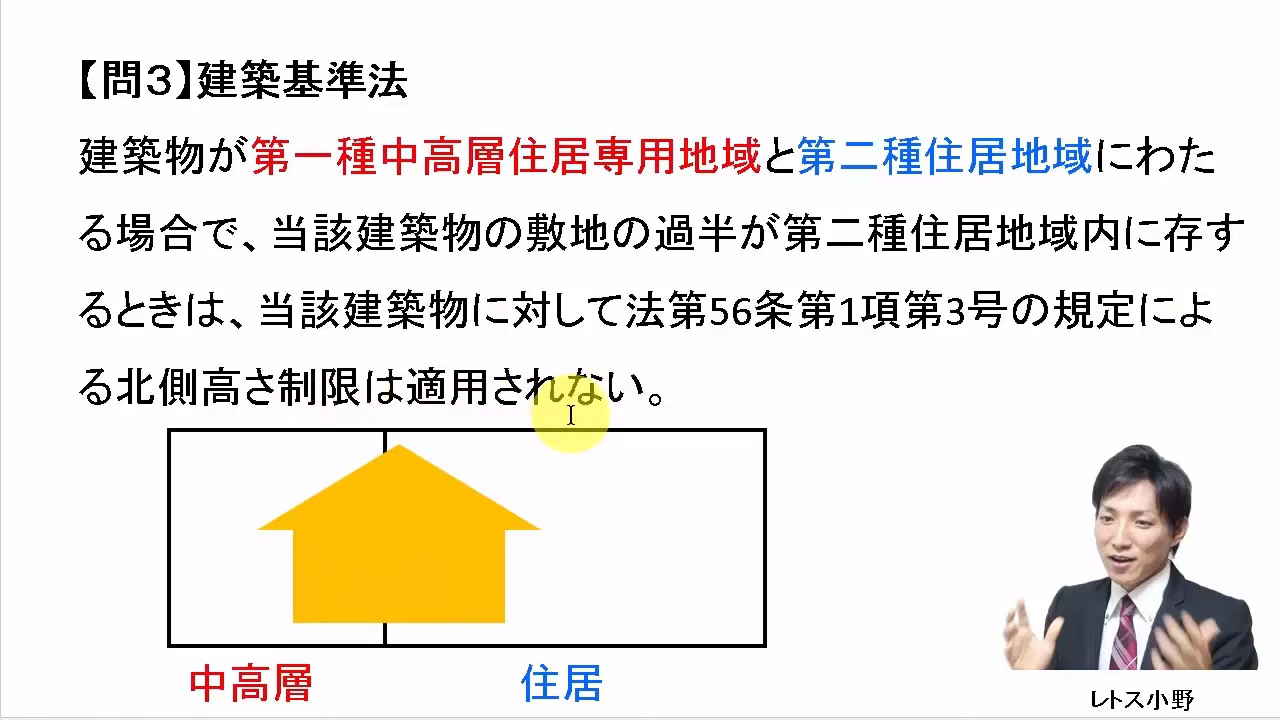 【問３】建築基準法
建築物が第一種中高層住居専用地域と第二種住居地域にわた
る場合で、当該建築物の敷地の過半が第二種住居地域内に存す
るときは、当該建築物に対して法第56条第1項第3号の規定によ
る北側高さ制限は適用されない。
中高層
住居
レトス小野